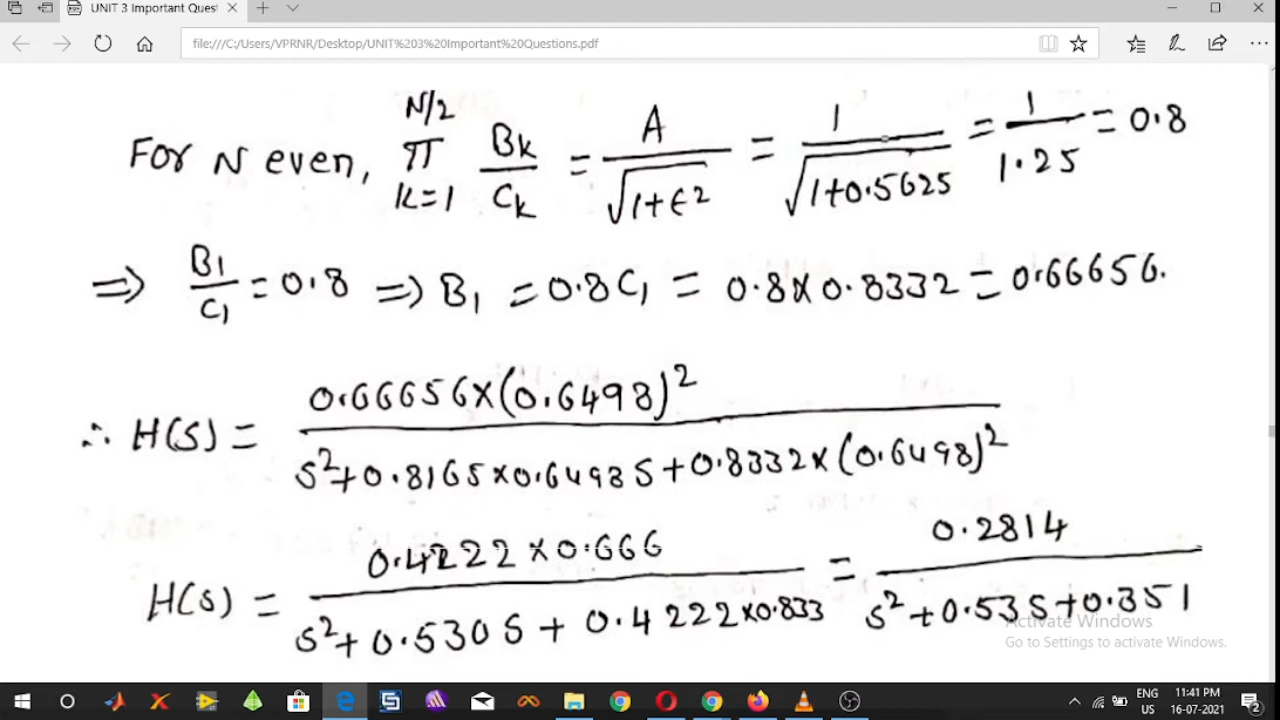 UNIT 3 Important Quest
file:///C:/Users/VPRNR/Desktop/UNIT%203%20Important%20Questions.pdf
For N even, N/2 π k=1 Bk/Ck = A/√(1+ε²) = 1/√(1+0.5625) = 1/1.25 = 0.8
⇒ B1/C1 = 0.8 ⇒ B1 = 0.8C1 = 0.8×0.8332 = 0.66656.
∴ H(S) = 0.66656×(0.6498)² / S²+0.8165×0.6498S+0.8332×(0.6498)²
H(S) = 0.4222×0.666 / S²+0.530S+0.4222×0.833 = 0.2814 / S²+0.53S+0.351
Activate Windows
Go to Settings to activate Windows.
ENG 11:41 PM
US 16-07-2021 2